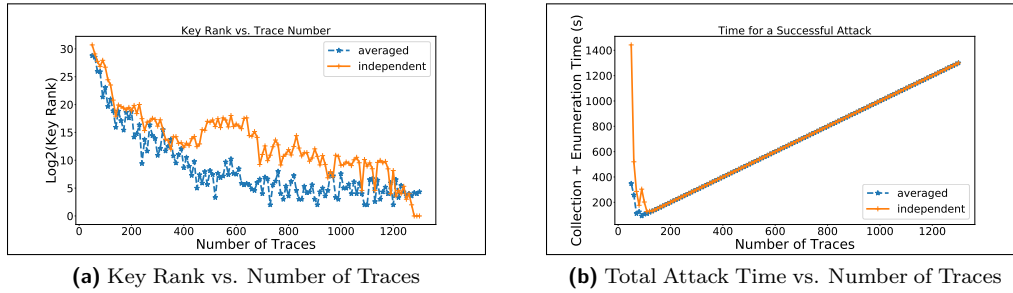 Key Rank vs. Trace Number
averaged
independent
Log2(Key Rank)
30
25
20
15
10
5
0
0 200 400 600 800 1000 1200
Number of Traces
(a) Key Rank vs. Number of Traces
Time for a Successful Attack
Collection + Enumeration Time (s)
1400
1200
1000
800
600
400
200
averaged
independent
0 200 400 600 800 1000 1200
Number of Traces
(b) Total Attack Time vs. Number of Traces